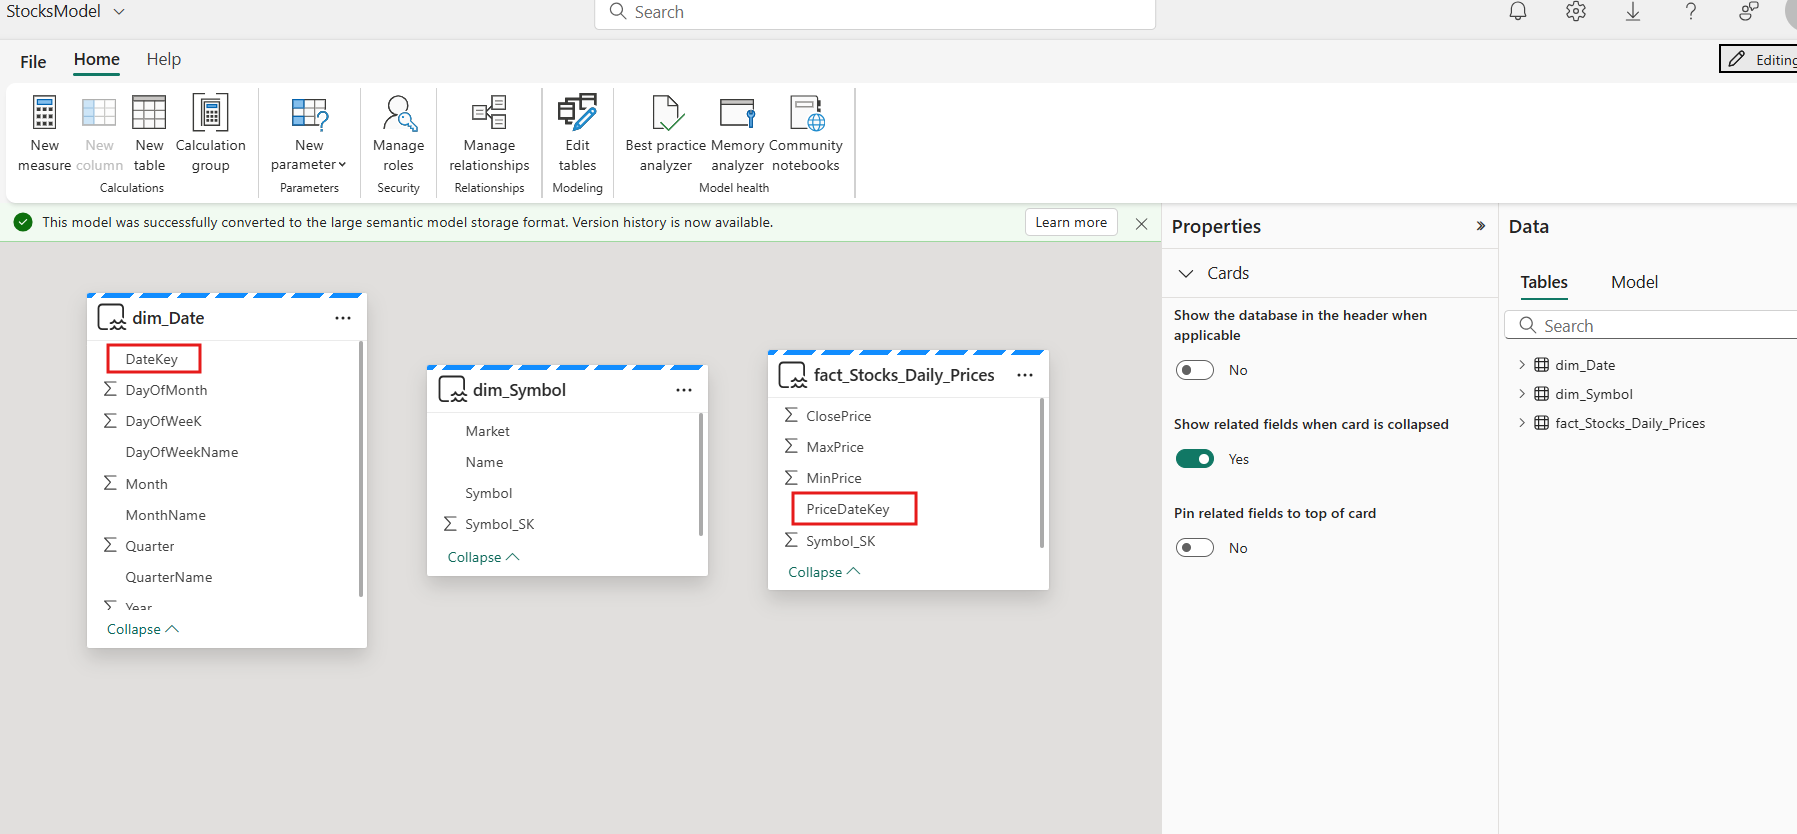 StocksModel
Search
File
Home
Help
Editing
New measure
New column
New table
Calculation group
Calculations
New parameter
Parameters
Manage roles
Security
Manage relationships
Relationships
Edit tables
Modeling
Best practice analyzer
Memory analyzer
Community notebooks
Model health
This model was successfully converted to the large semantic model storage format. Version history is now available.
Learn more
dim_Date
DateKey
DayOfMonth
DayOfWeeK
DayOfWeekName
Month
MonthName
Quarter
QuarterName
Year
Collapse
dim_Symbol
Market
Name
Symbol
Symbol_SK
Collapse
fact_Stocks_Daily_Prices
ClosePrice
MaxPrice
MinPrice
PriceDateKey
Symbol_SK
Collapse
Properties
Cards
Show the database in the header when
applicable
No
Show related fields when card is collapsed
Yes
Pin related fields to top of card
No
Data
Tables
Model
Search
dim_Date
dim_Symbol
fact_Stocks_Daily_Prices